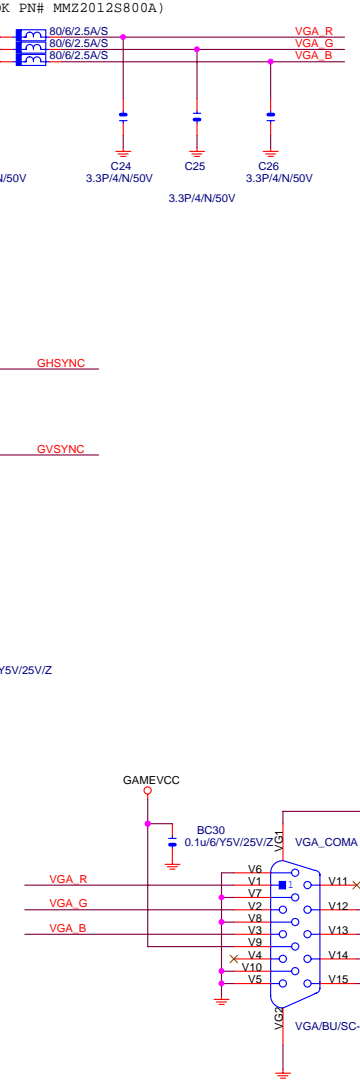 OK PN# MMZ2012S800A)
80/6/2.5A/S VGA_R
80/6/2.5A/S VGA_G
80/6/2.5A/S VGA_B
C24 C25 C26
/50V 3.3P/4/N/50V 3.3P/4/N/50V
3.3P/4/N/50V
GHSYNC
GVSYNC
Y5V/25V/Z
GAMEVCC
BC30
0.1u/6/Y5V/25V/Z
VG1
VGA_COMA
V6
VGA_R V1 1 V11
V7
VGA_G V2 V12
V8
VGA_B V3 V13
V9
V4 V14
V10
V5 V15
VG2
VGA/BU/SC-